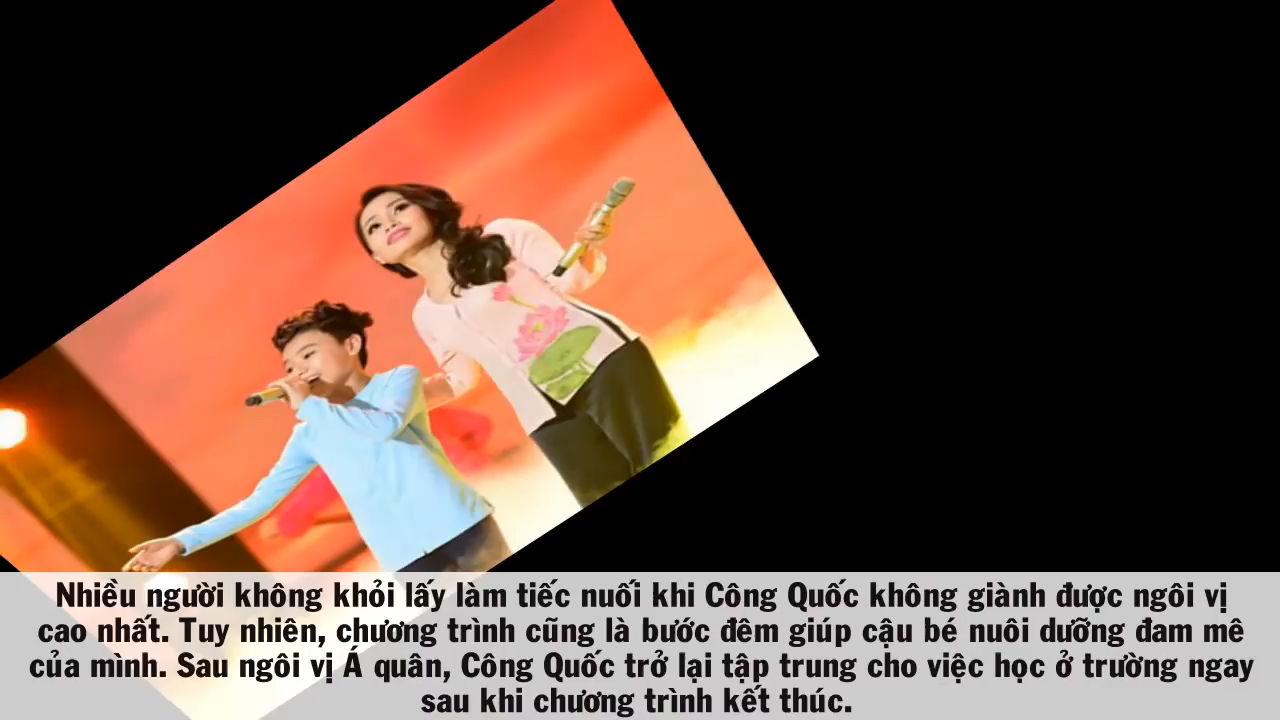 Nhiều người không khỏi lấy làm tiếc nuối khi Công Quốc không giành được ngôi vị
cao nhất. Tuy nhiên, chương trình cũng là bước đêm giúp cậu bé nuôi dưỡng đam mê
của mình. Sau ngôi vị Á quân, Công Quốc trở lại tập trung cho việc học ở trường ngay
sau khi chương trình kết thúc.